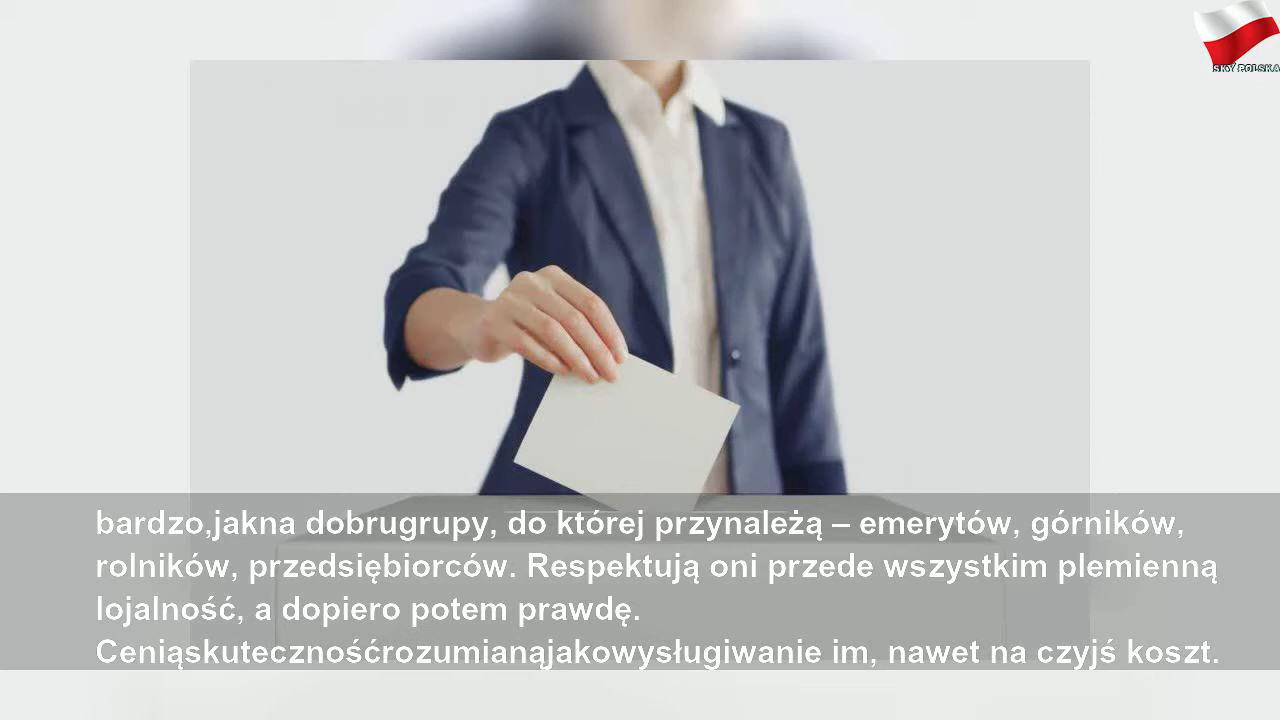 SKY POLSKA
bardzo,jakna dobrugrupy, do której przynależą – emerytów, górników,
rolników, przedsiębiorców. Respektują oni przede wszystkim plemienną
lojalność, a dopiero potem prawdę.
Ceniąskutecznośćrozumianąjakowysługiwanie im, nawet na czyjś koszt.